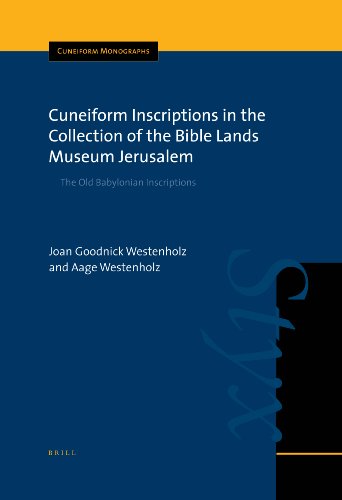 CUNEIFORM MONOGRAPHS
Cuneiform Inscriptions in the
Collection of the Bible Lands
Museum Jerusalem
The Old Babylonian Inscriptions
Joan Goodnick Westenholz
and Aage Westenholz
Styx
BRILL